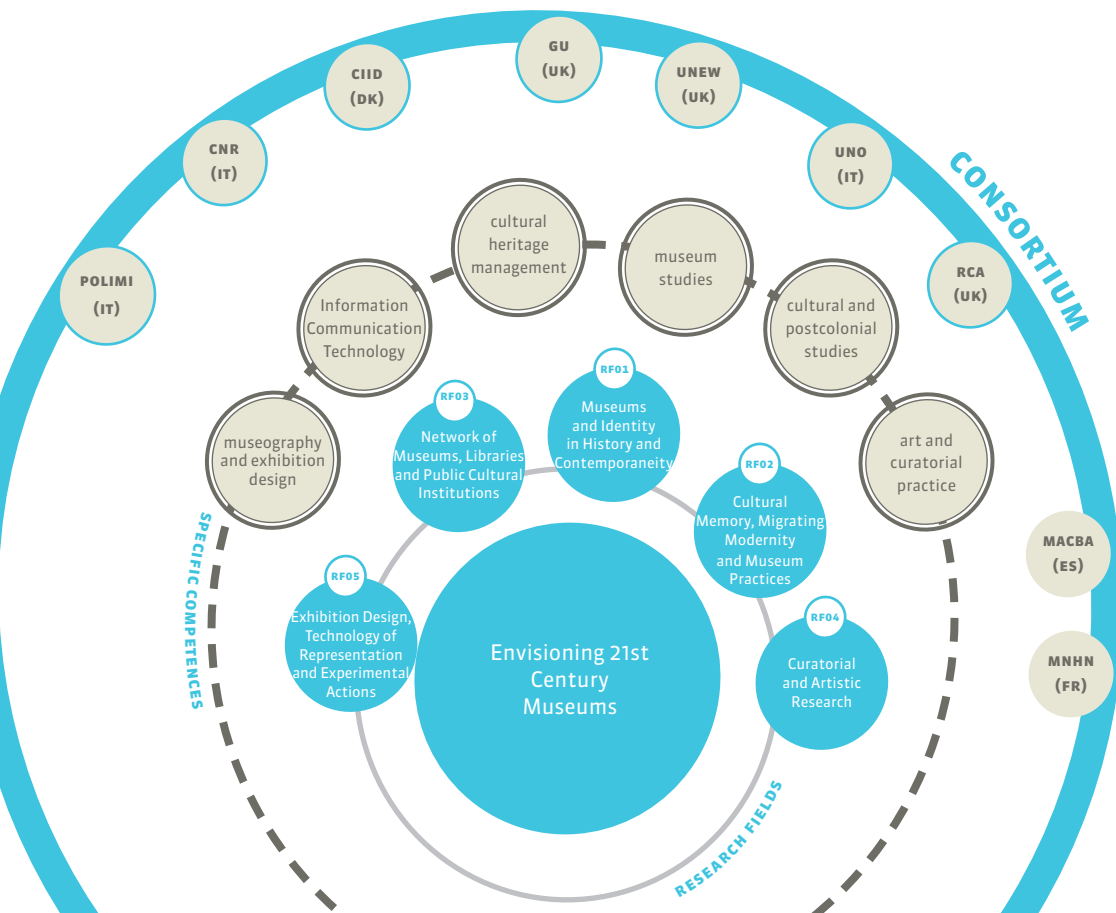 GU
(UK)
CIID
(DK)
UNEW
(UK)
CNR
(IT)
UNO
(IT)
CONSORTIUM
POLIMI
(IT)
RCA
(UK)
cultural
heritage
management
museum
studies
Information
Communication
Technology
cultural and
postcolonial
studies
museography
and exhibition
design
art and
curatorial
practice
RF01
Museums
and Identity
in History and
Contemporaneity
RF03
Network of
Museums, Libraries
and Public Cultural
Institutions
RF02
Cultural
Memory, Migrating
Modernity
and Museum
Practices
SPECIFIC COMPETENCES
MACBA
(ES)
RF05
Exhibition Design,
Technology of
Representation
and Experimental
Actions
RF04
Curatorial
and Artistic
Research
Envisioning 21st
Century
Museums
MNHN
(FR)
RESEARCH FIELDS